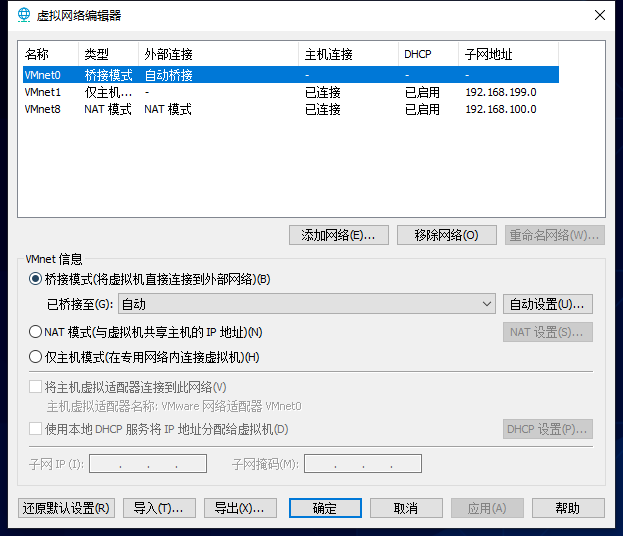 虚拟网络编辑器
名称 类型 外部连接 主机连接 DHCP 子网地址
VMnet0 桥接模式 自动桥接 - - -
VMnet1 仅主机... - 已连接 已启用 192.168.199.0
VMnet8 NAT 模式 NAT 模式 已连接 已启用 192.168.100.0
添加网络(E)... 移除网络(O) 重命名网络(W)...
VMnet 信息
桥接模式(将虚拟机直接连接到外部网络)(B)
已桥接至(G): 自动 自动设置(U)...
NAT 模式(与虚拟机共享主机的 IP 地址)(N) NAT 设置(S)...
仅主机模式(在专用网络内连接虚拟机)(H)
将主机虚拟适配器连接到此网络(V)
主机虚拟适配器名称: VMware 网络适配器 VMnet0
使用本地 DHCP 服务将 IP 地址分配给虚拟机(D) DHCP 设置(P)...
子网 IP (I): . . . 子网掩码(M): . . .
还原默认设置(R) 导入(T)... 导出(X)... 确定 取消 应用(A) 帮助